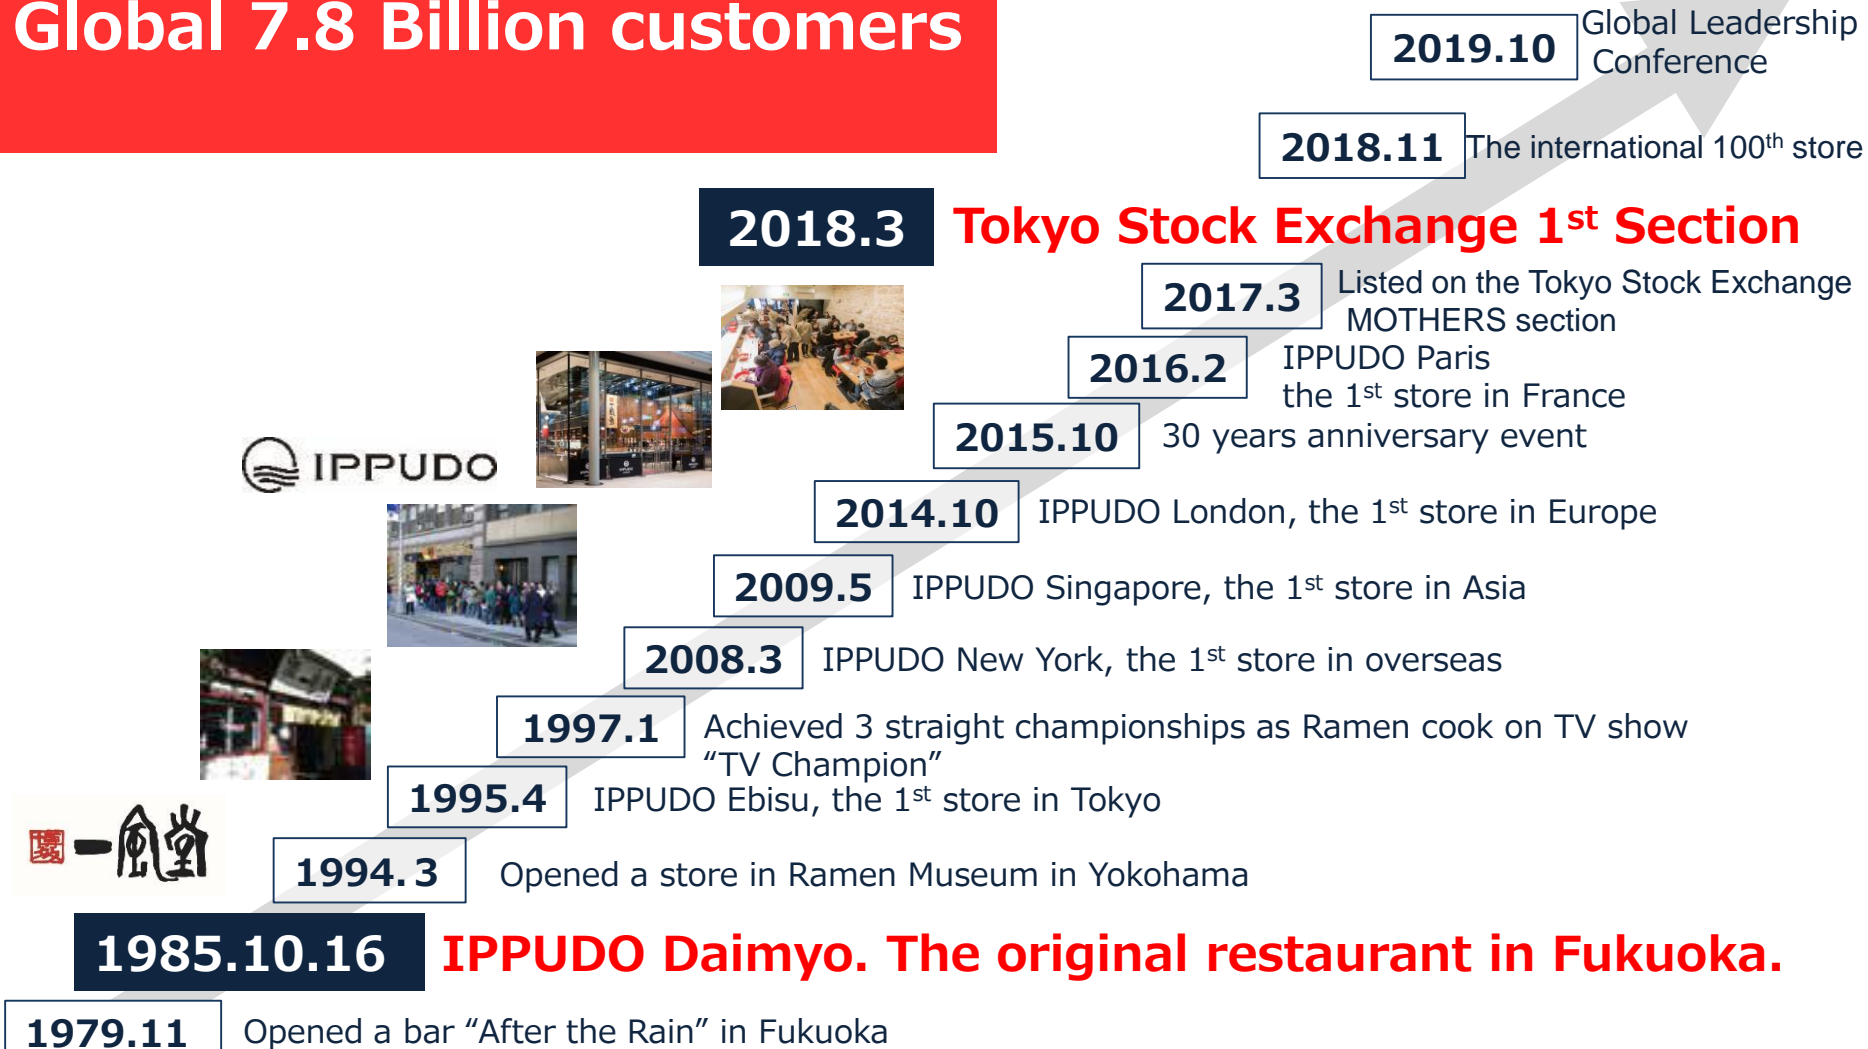 Global 7.8 Billion customers
2019.10 Global Leadership
Conference
2018.11 The international 100th store
2018.3 Tokyo Stock Exchange 1st Section
2017.3 Listed on the Tokyo Stock Exchange
MOTHERS section
2016.2 IPPUDO Paris
the 1st store in France
2015.10 30 years anniversary event
IPPUDO
2014.10 IPPUDO London, the 1st store in Europe
2009.5 IPPUDO Singapore, the 1st store in Asia
2008.3 IPPUDO New York, the 1st store in overseas
1997.1 Achieved 3 straight championships as Ramen cook on TV show
“TV Champion”
1995.4 IPPUDO Ebisu, the 1st store in Tokyo
一風堂
1994.3 Opened a store in Ramen Museum in Yokohama
1985.10.16 IPPUDO Daimyo. The original restaurant in Fukuoka.
1979.11 Opened a bar “After the Rain” in Fukuoka